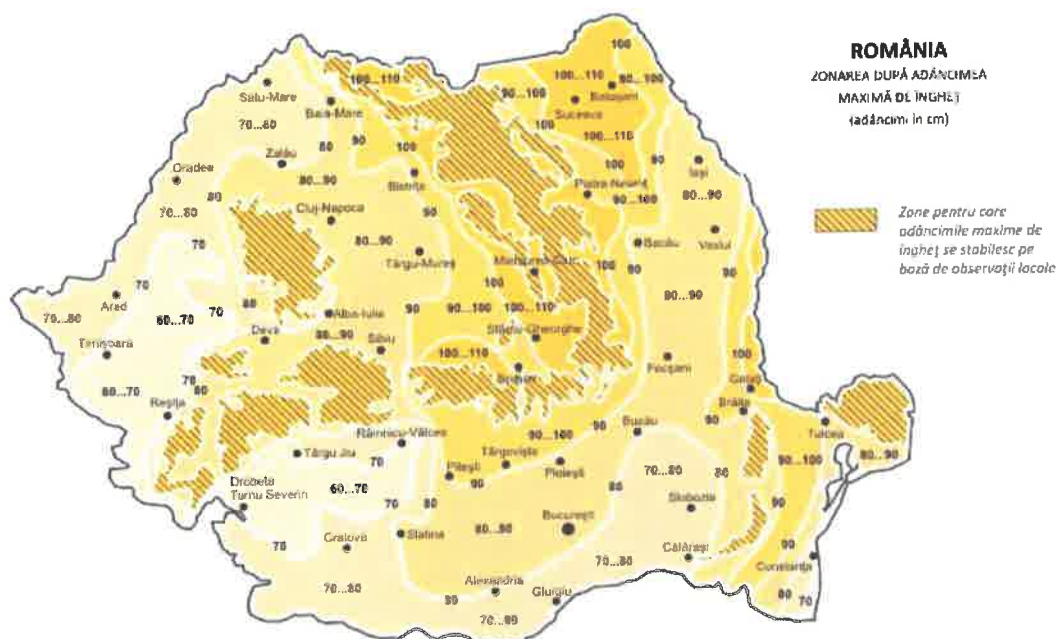 ROMÂNIA
ZONAREA DUPĂ ADÂNCIMEA
MAXIMĂ DE ÎNGHEȚ
(adâncimi în cm)
Zone pentru care
adâncimile maxime de
îngheț se stabilesc pe
bază de observații locale
100
100...110
100...110
90...100
Satu-Mare
90...100
Botoșani
Baia-Mare
Suceava
70...80
100
100...110
80
90
100
Zalău
100
90
Iași
Oradea
80...90
Bistrița
Piatra Neamț
80...90
80
90...100
70...80
Cluj-Napoca
90
70
80...90
Bacău
Vaslui
Târgu-Mureș
Miercurea-Ciuc
90
100
100
90
70
80...90
Arad
80
90
90...100
100...110
70...80
60...70
70
Alba-Iulia
Deva
80...90
Sfântu-Gheorghe
Timișoara
Sibiu
100...110
100
70
Brașov
Focșani
60...70
80
Galați
Reșița
Brăila
90
Buzău
Tulcea
Râmnicu-Vâlcea
90...100
90
Târgu Jiu
70
Târgoviște
80...90
Pitești
Ploiești
70...80
80
90...100
Drobeta
Turnu Severin
60...70
90
70
80
80
Slobozia
90
București
Craiova
Slatina
80...90
70
Călărași
90
70...80
Constanța
70...80
Alexandria
80
Giurgiu
80
70